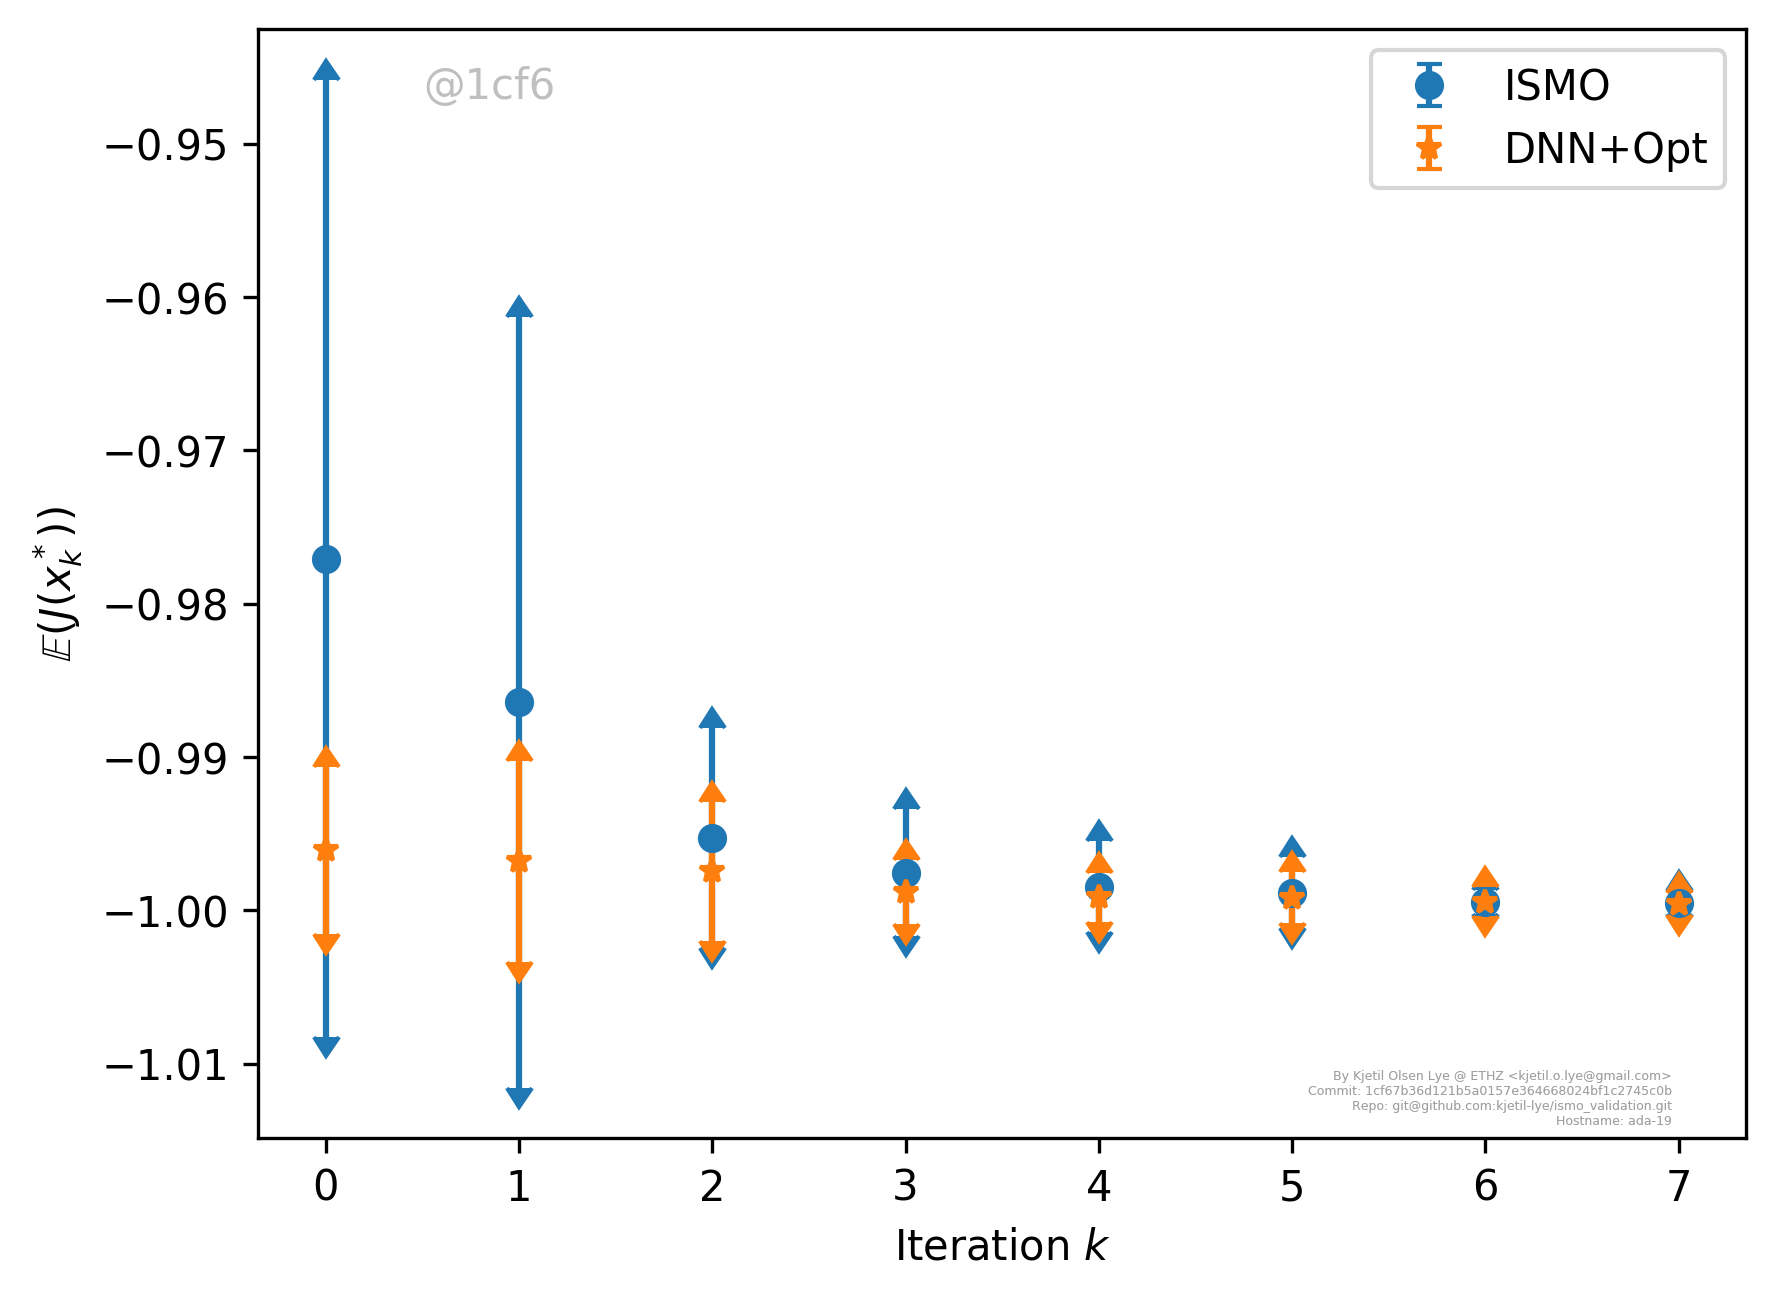 @1cf6
ISMO
DNN+Opt
−0.95
−0.96
−0.97
−0.98
−0.99
−1.00
−1.01
𝔼(J(x*k))
0 1 2 3 4 5 6 7
Iteration k
By Kjetil Olsen Lye @ ETHZ <kjetil.o.lye@gmail.com>
Commit: 1cf67b36d121b5a0157e364668024bf1c2745c0b
Repo: git@github.com:kjetil-lye/ismo_validation.git
Hostname: ada-19